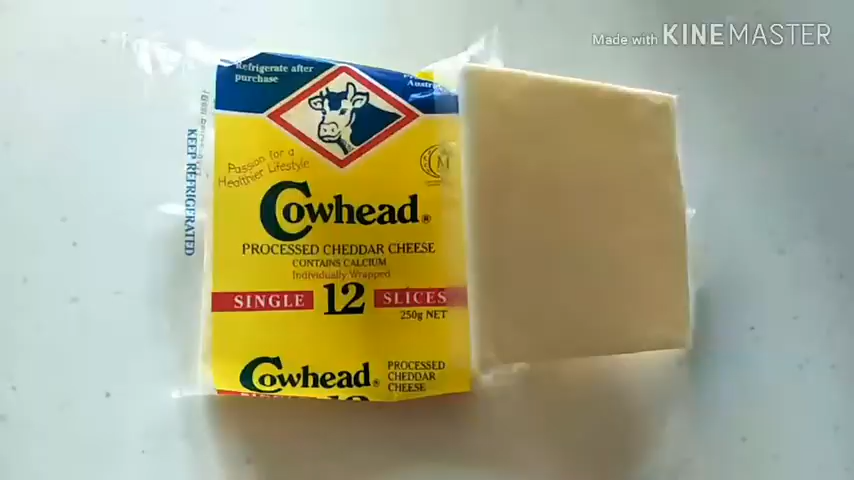 Made with KINEMASTER
Refrigerate after
purchase
KEEP REFRIGERATED
Passion for a
Healthier Lifestyle
M
Cowhead®
PROCESSED CHEDDAR CHEESE
CONTAINS CALCIUM
Individually Wrapped
SINGLE 12 SLICES
250g NET
Cowhead®
PROCESSED
CHEDDAR
CHEESE